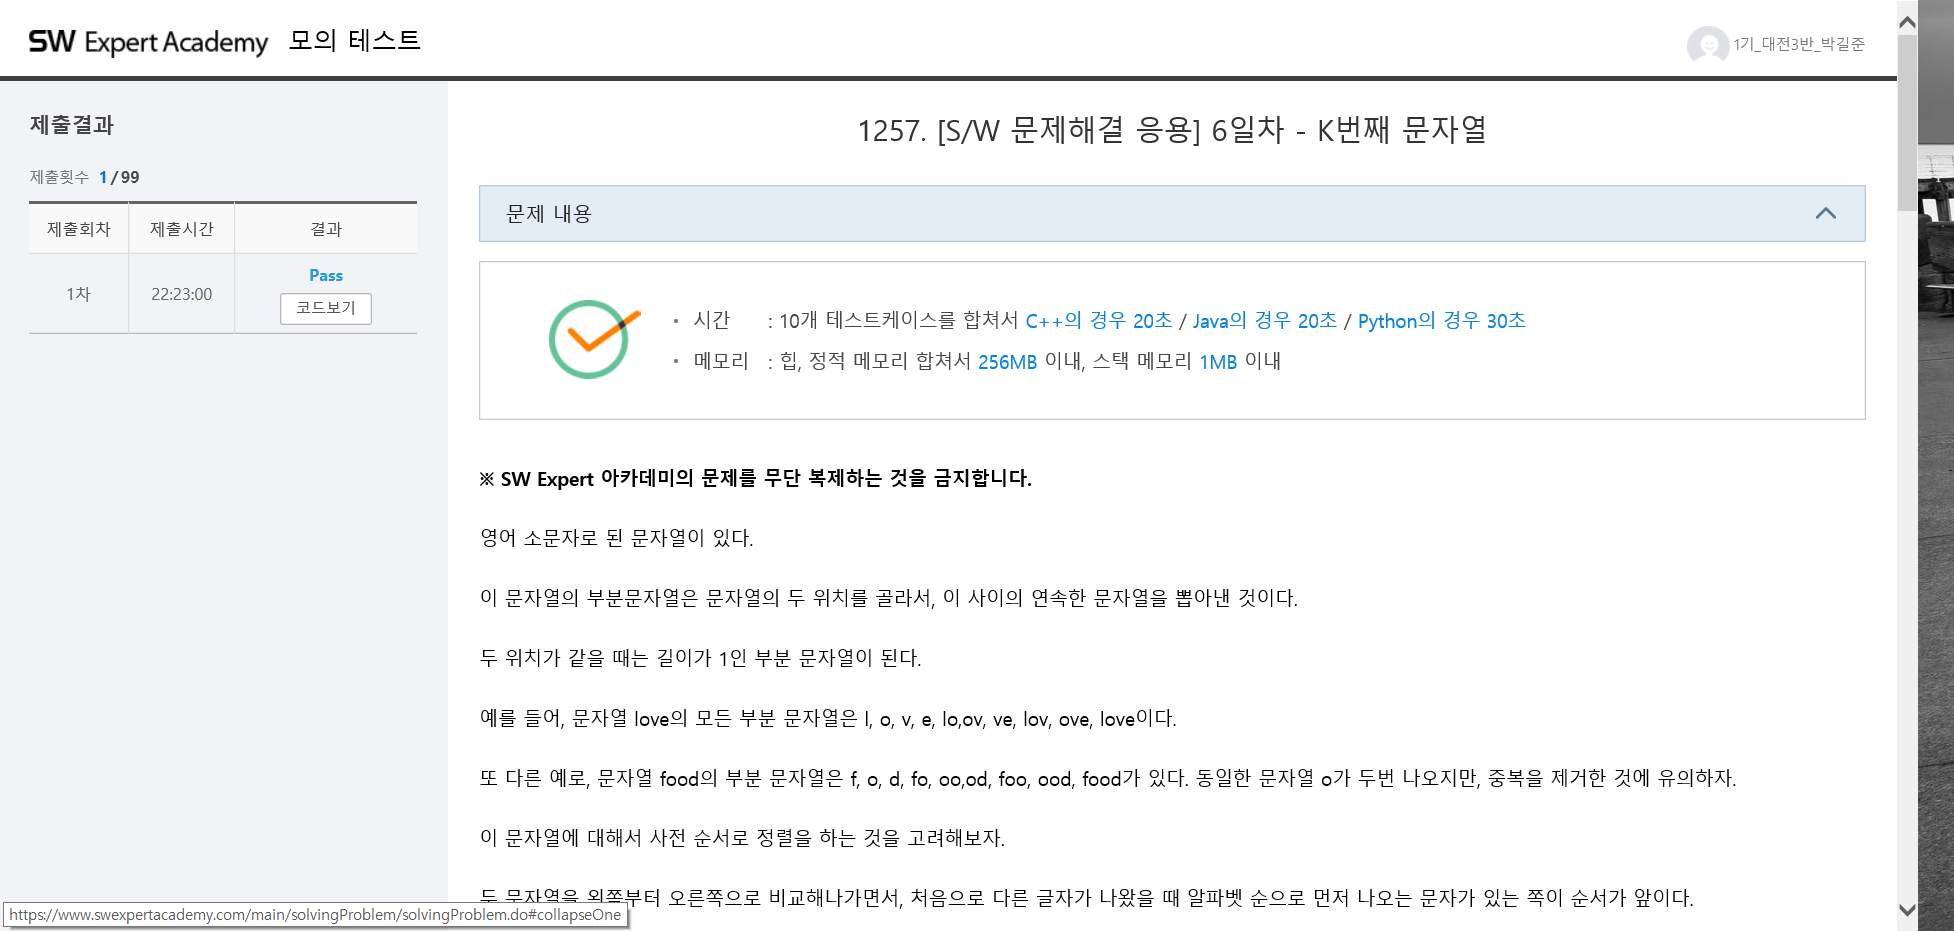 SW Expert Academy 모의 테스트
1기_대전3반_박길준
제출결과
제출횟수 1 / 99
제출회차 제출시간 결과
1차 22:23:00 Pass
코드보기
1257. [S/W 문제해결 응용] 6일차 - K번째 문자열
문제 내용
· 시간 : 10개 테스트케이스를 합쳐서 C++의 경우 20초 / Java의 경우 20초 / Python의 경우 30초
· 메모리 : 힙, 정적 메모리 합쳐서 256MB 이내, 스택 메모리 1MB 이내
※ SW Expert 아카데미의 문제를 무단 복제하는 것을 금지합니다.
영어 소문자로 된 문자열이 있다.
이 문자열의 부분문자열은 문자열의 두 위치를 골라서, 이 사이의 연속한 문자열을 뽑아낸 것이다.
두 위치가 같을 때는 길이가 1인 부분 문자열이 된다.
예를 들어, 문자열 love의 모든 부분 문자열은 l, o, v, e, lo,ov, ve, lov, ove, love이다.
또 다른 예로, 문자열 food의 부분 문자열은 f, o, d, fo, oo,od, foo, ood, food가 있다. 동일한 문자열 o가 두번 나오지만, 중복을 제거한 것에 유의하자.
이 문자열에 대해서 사전 순서로 정렬을 하는 것을 고려해보자.
두 문자열을 왼쪽부터 오른쪽으로 비교해나가면서, 처음으로 다른 글자가 나왔을 때 알파벳 순으로 먼저 나오는 문자가 있는 쪽이 순서가 앞이다.
https://www.swexpertacademy.com/main/solvingProblem/solvingProblem.do#collapseOne